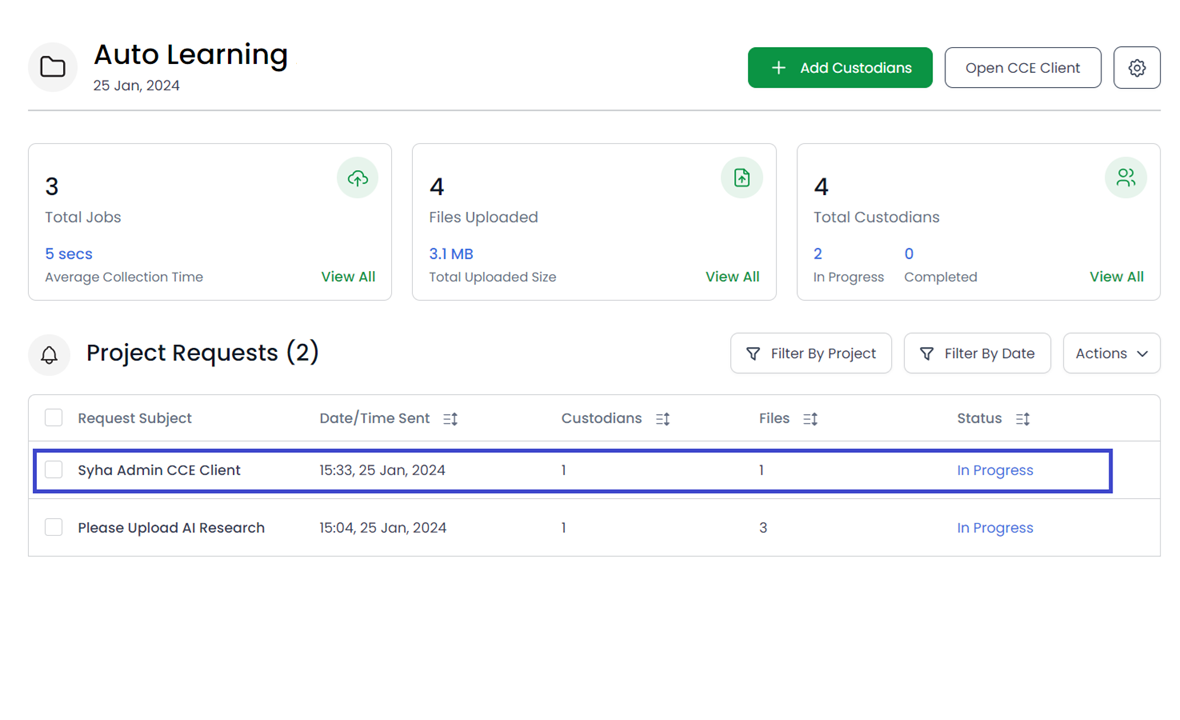 Auto Learning
25 Jan, 2024
+ Add Custodians
Open CCE Client
3
Total Jobs
5 secs
Average Collection Time
View All
4
Files Uploaded
3.1 MB
Total Uploaded Size
View All
4
Total Custodians
2
In Progress
0
Completed
View All
Project Requests (2)
Filter By Project
Filter By Date
Actions
Request Subject Date/Time Sent Custodians Files Status
Syha Admin CCE Client 15:33, 25 Jan, 2024 1 1 In Progress
Please Upload AI Research 15:04, 25 Jan, 2024 1 3 In Progress